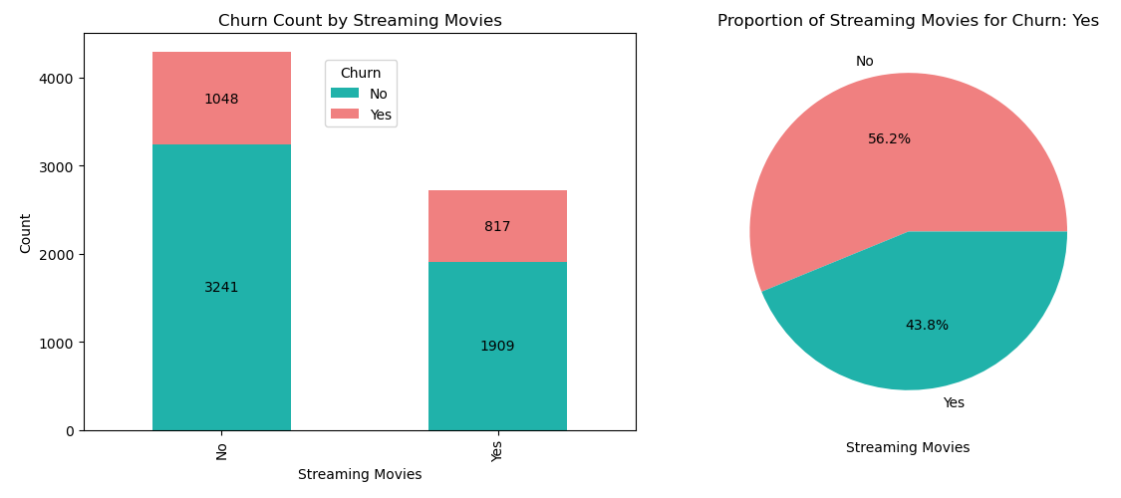 Churn Count by Streaming Movies
Count
4000
3000
2000
1000
0
1048
3241
817
1909
Churn
No
Yes
No
Yes
Streaming Movies
Proportion of Streaming Movies for Churn: Yes
No
56.2%
43.8%
Yes
Streaming Movies